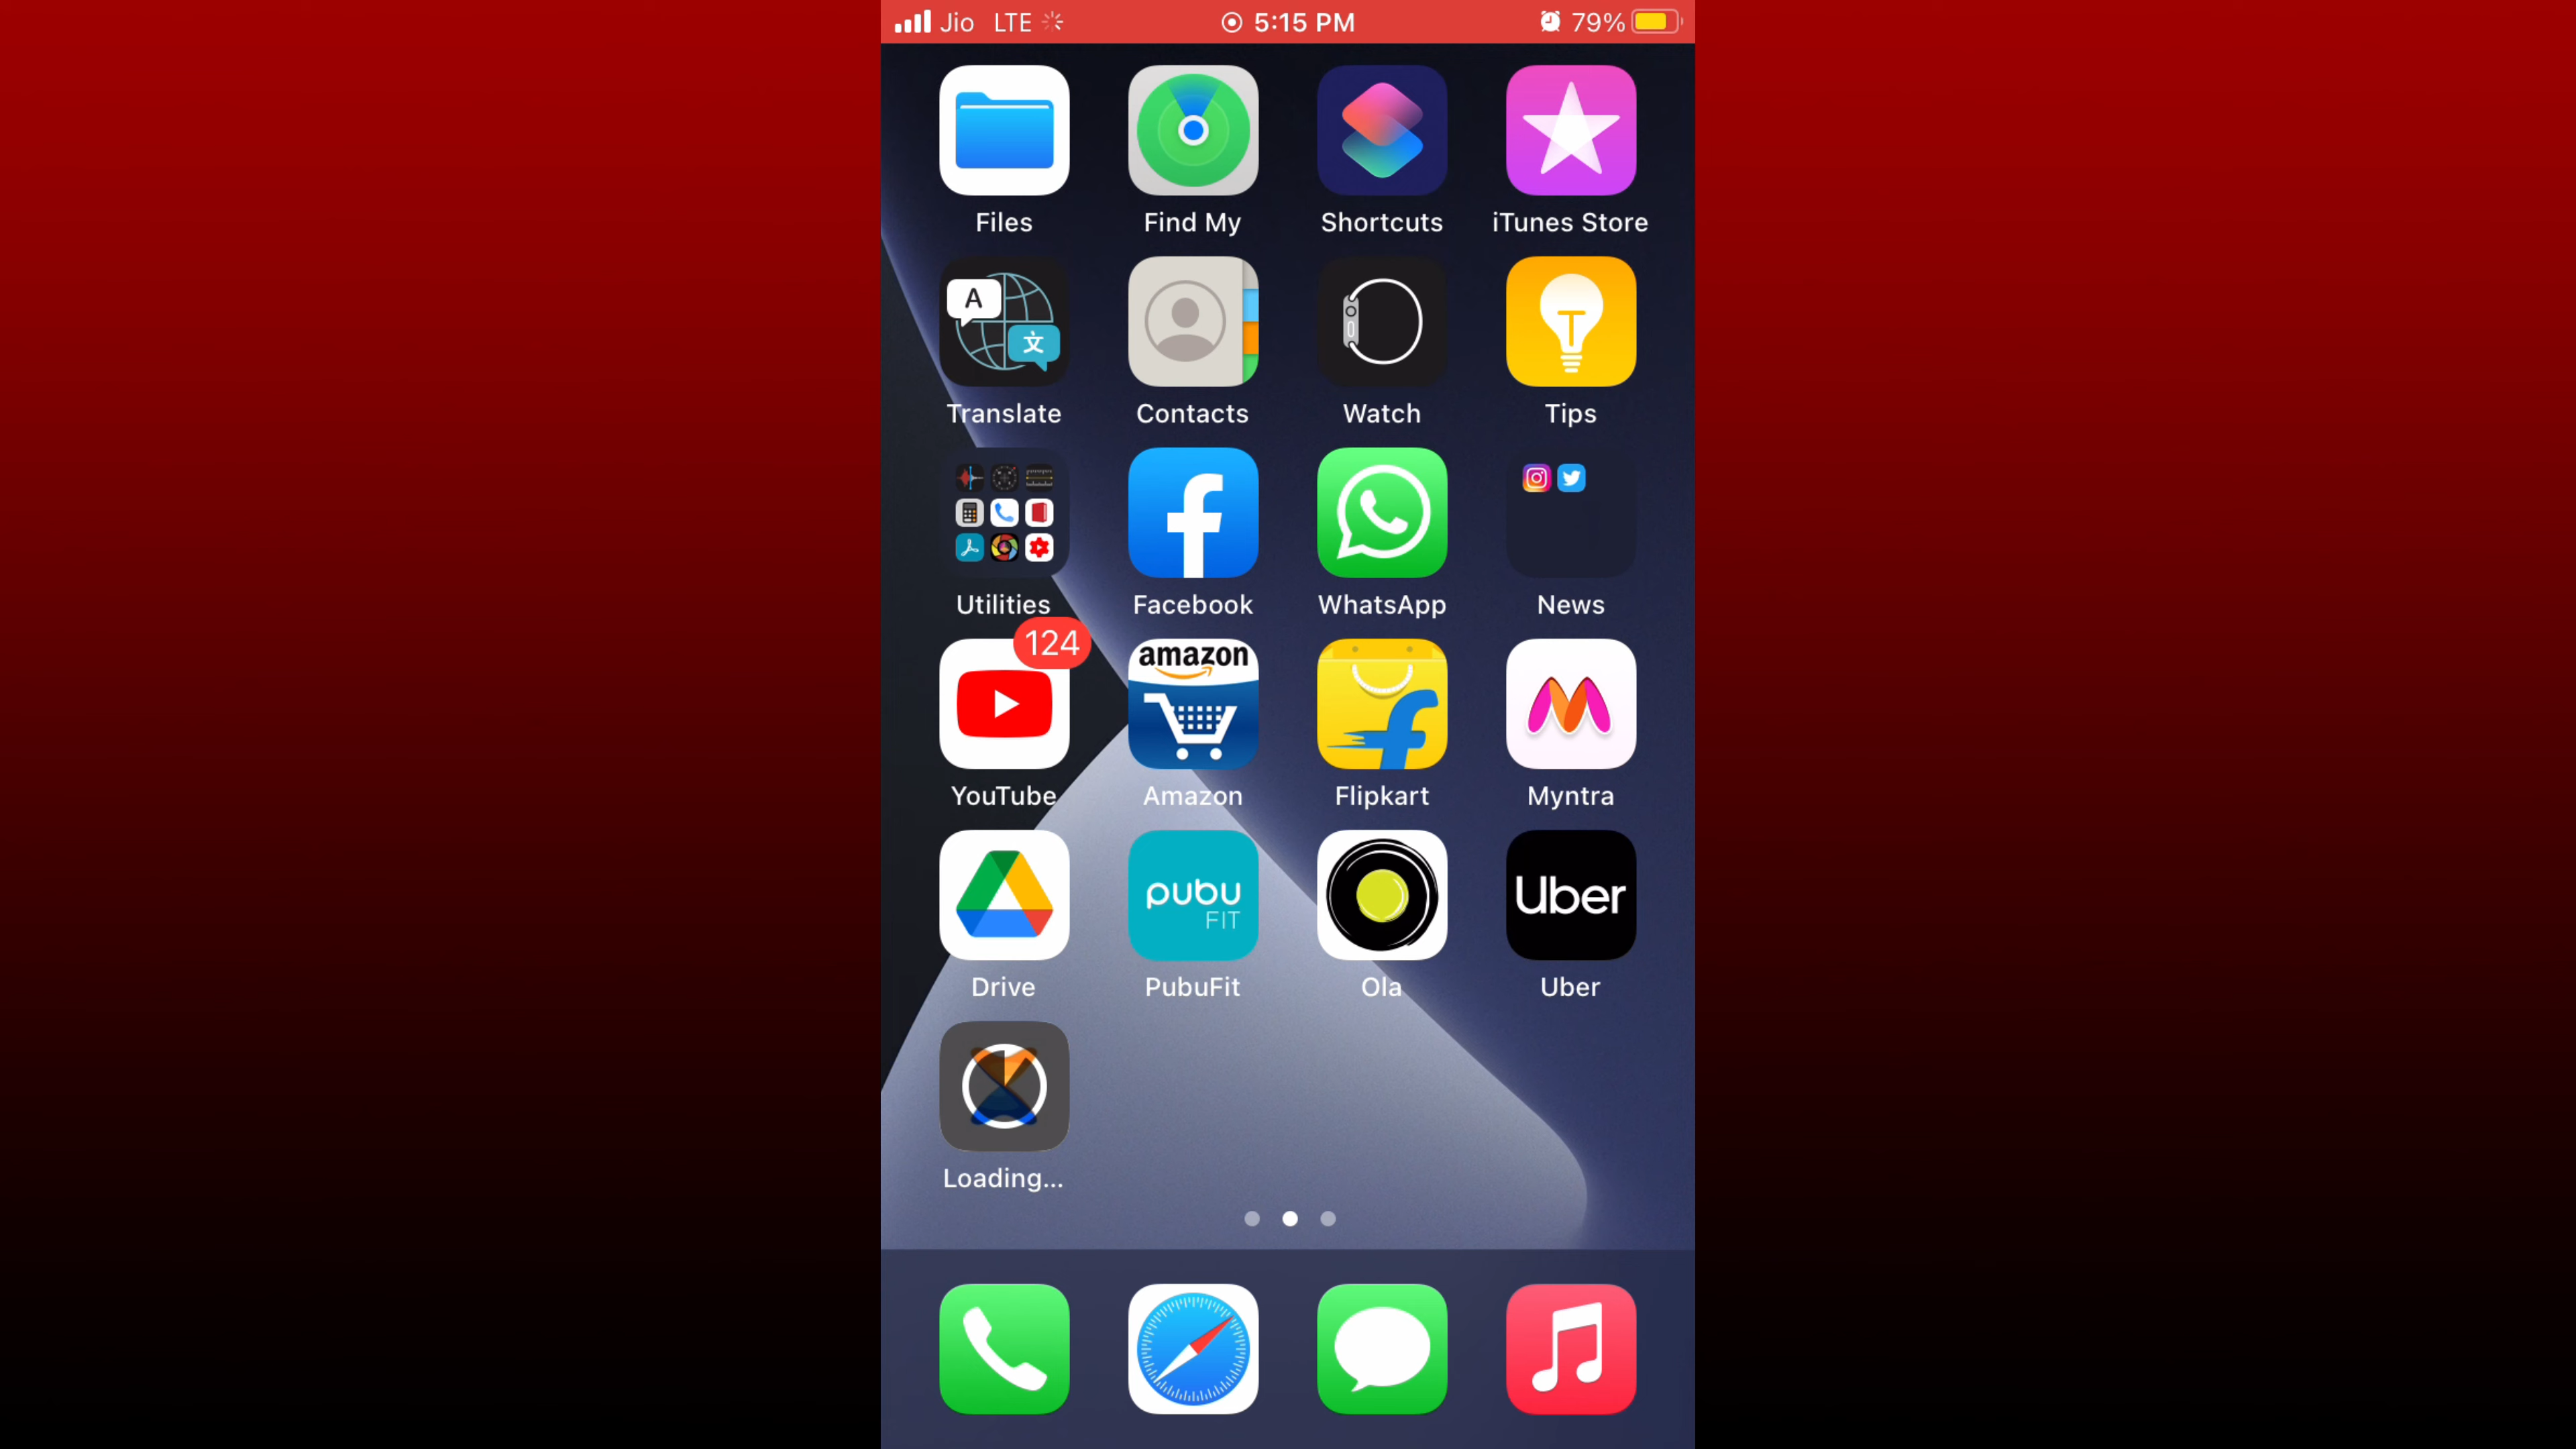 Jio LTE 5:15 PM 79%
Files Find My Shortcuts iTunes Store
A 文
Translate Contacts Watch Tips
Utilities Facebook WhatsApp News
124
amazon
YouTube Amazon Flipkart Myntra
pubu Uber
FIT
Drive PubuFit Ola Uber
Loading...